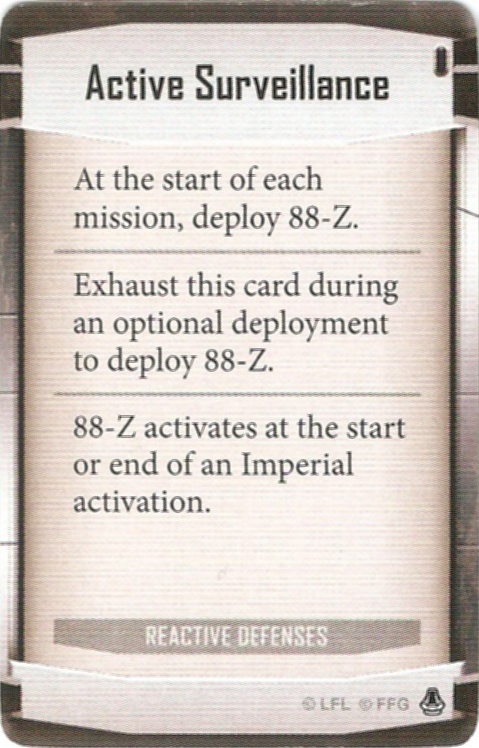 Active Surveillance
At the start of each
mission, deploy 88-Z.
Exhaust this card during
an optional deployment
to deploy 88-Z.
88-Z activates at the start
or end of an Imperial
activation.
REACTIVE DEFENSES
© LFL © FFG